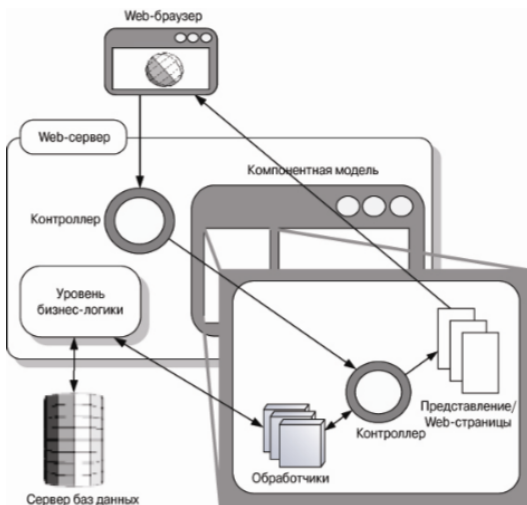 Web-браузер
Web-сервер
Компонентная модель
Контроллер
Уровень
бизнес-логики
Представление/
Web-страницы
Контроллер
Обработчики
Сервер баз данных